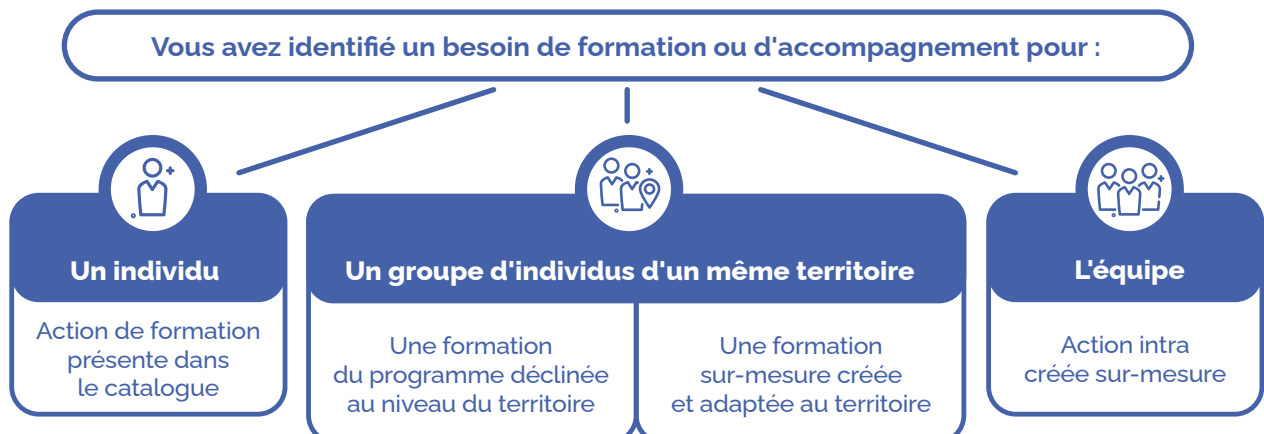 Vous avez identifié un besoin de formation ou d'accompagnement pour :
Un individu
Action de formation
présente dans
le catalogue
Un groupe d'individus d'un même territoire
Une formation
du programme déclinée
au niveau du territoire
Une formation
sur-mesure créée
et adaptée au territoire
L'équipe
Action intra
créée sur-mesure